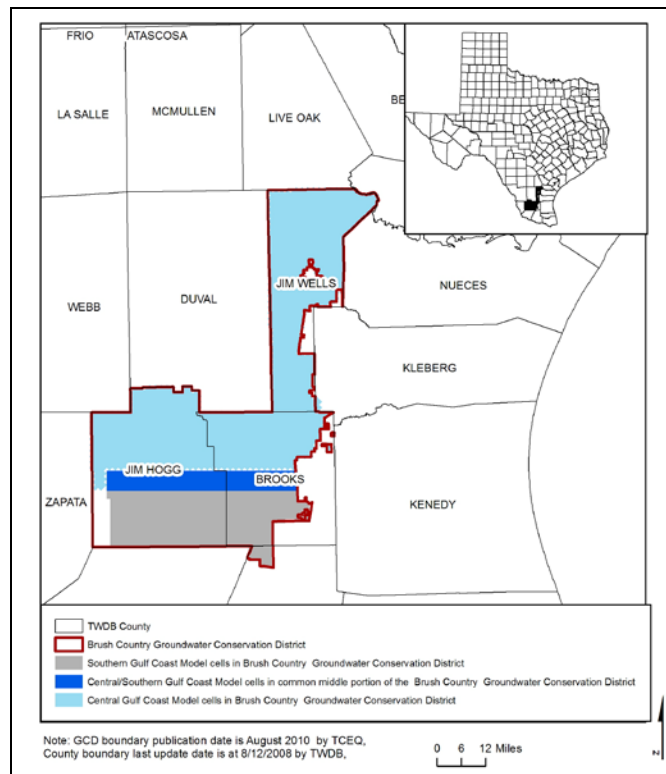 FRIO ATASCOSA
LA SALLE
MCMULLEN
LIVE OAK
BE
WEBB
DUVAL
JIM WELLS
NUECES
KLEBERG
ZAPATA
JIM HOGG
BROOKS
KENEDY
TWDB County
Brush Country Groundwater Conservation District
Southern Gulf Coast Model cells in Brush Country Groundwater Conservation District
Central/Southern Gulf Coast Model cells in common middle portion of the Brush Country Groundwater Conservation District
Central Gulf Coast Model cells in Brush Country Groundwater Conservation District
Note: GCD boundary publication date is August 2010 by TCEQ,
County boundary last update date is at 8/12/2008 by TWDB,
0 6 12 Miles
N